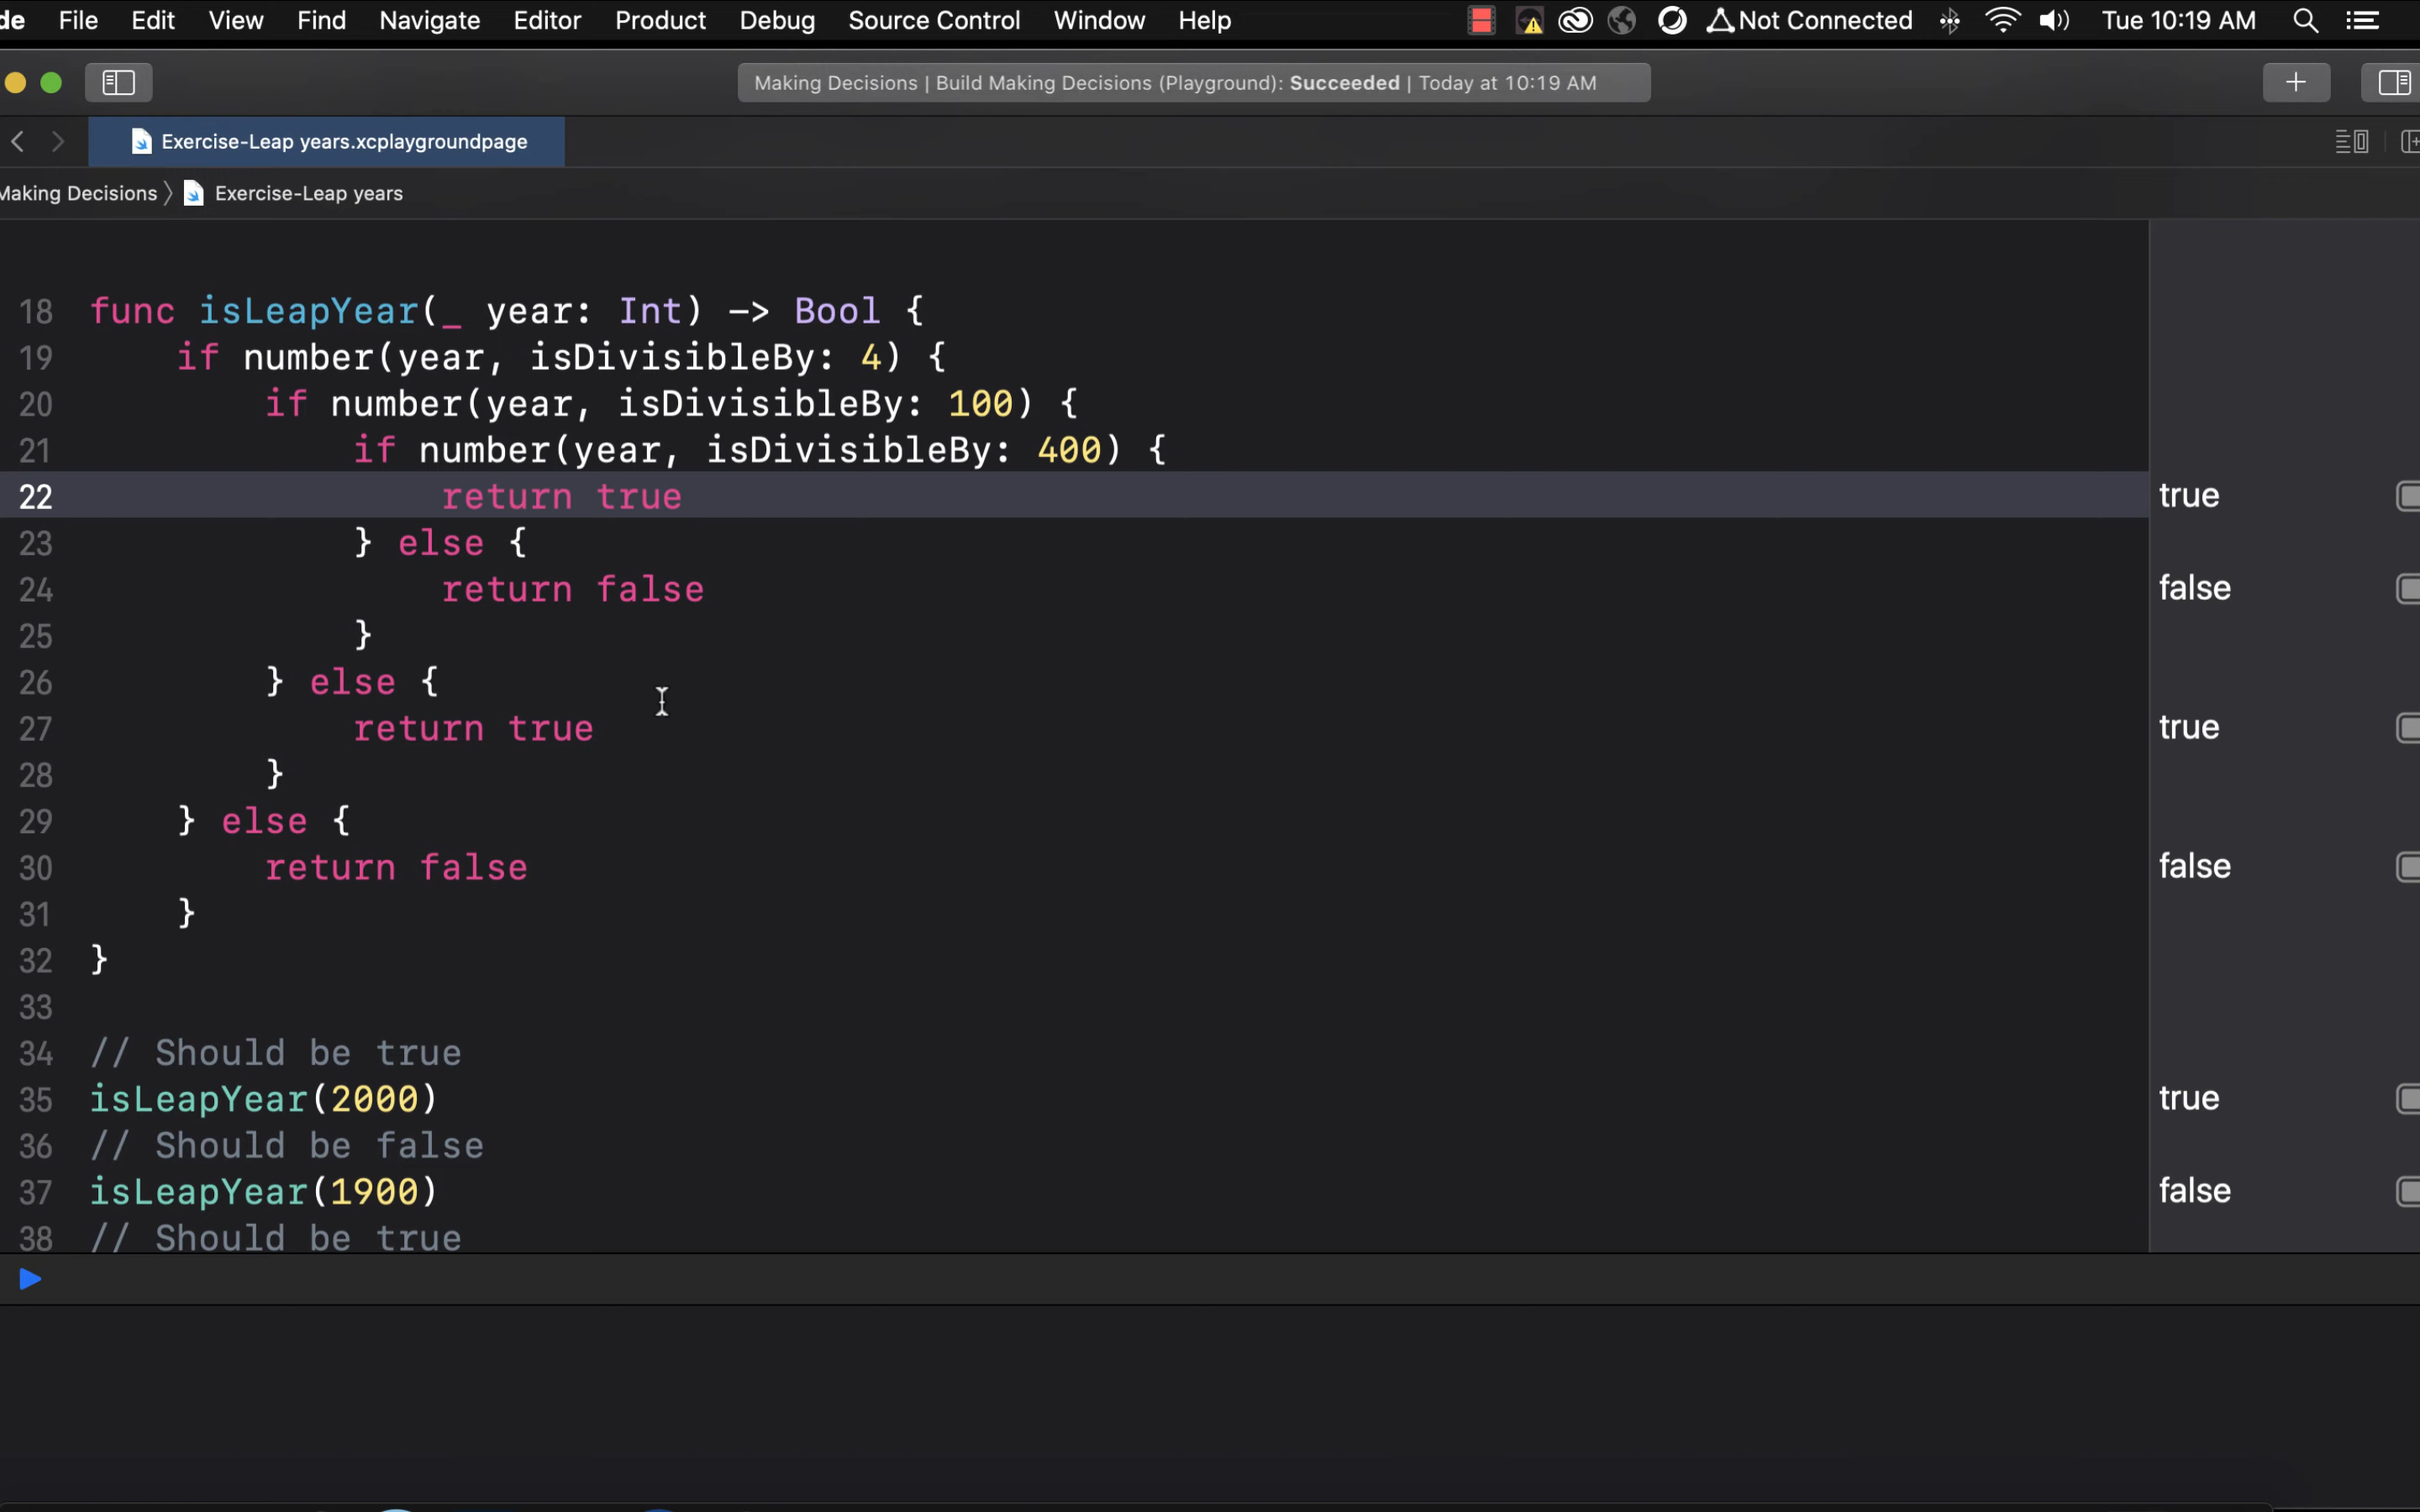 de File Edit View Find Navigate Editor Product Debug Source Control Window Help Not Connected Tue 10:19 AM
Making Decisions | Build Making Decisions (Playground): Succeeded | Today at 10:19 AM
Exercise-Leap years.xcplaygroundpage
Making Decisions Exercise-Leap years
18 func isLeapYear(_ year: Int) -> Bool {
19 if number(year, isDivisibleBy: 4) {
20 if number(year, isDivisibleBy: 100) {
21 if number(year, isDivisibleBy: 400) {
22 return true true
23 } else {
24 return false false
25 }
26 } else {
27 return true true
28 }
29 } else {
30 return false false
31 }
32 }
33
34 // Should be true
35 isLeapYear(2000) true
36 // Should be false
37 isLeapYear(1900) false
38 // Should be true